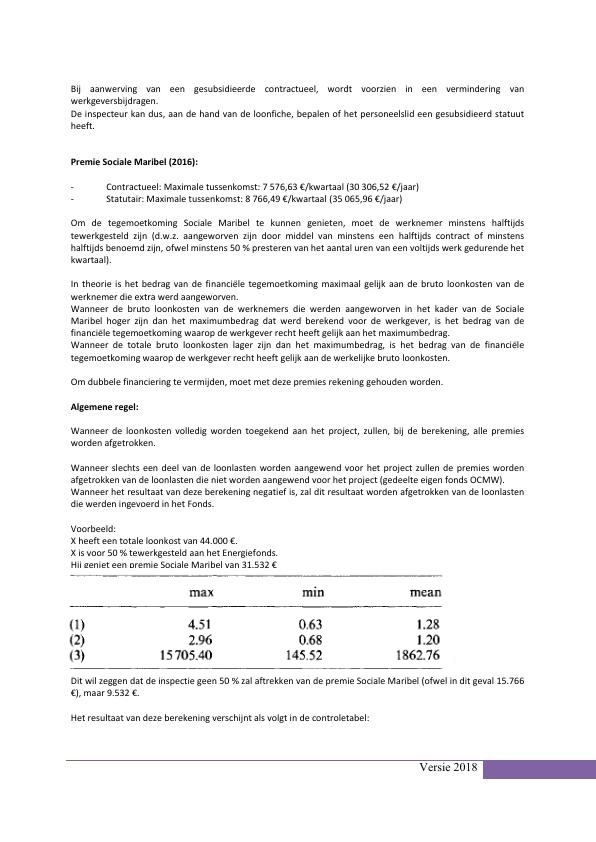 Bij aanwerving van een gesubsidieerde contractueel, wordt voorzien in een vermindering van
werkgeversbijdragen.
De inspecteur kan dus, aan de hand van de loonfiche, bepalen of het personeelslid een gesubsidieerd statuut
heeft.
Premie Sociale Maribel (2016):
- Contractueel: Maximale tussenkomst: 7 576,63 €/kwartaal (30 306,52 €/jaar)
- Statutair: Maximale tussenkomst: 8 766,49 €/kwartaal (35 065,96 €/jaar)
Om de tegemoetkoming Sociale Maribel te kunnen genieten, moet de werknemer minstens halftijds
tewerkgesteld zijn (d.w.z. aangeworven zijn door middel van minstens een halftijds contract of minstens
halftijds benoemd zijn, ofwel minstens 50 % presteren van het aantal uren van een voltijds werk gedurende het
kwartaal).
In theorie is het bedrag van de financiële tegemoetkoming maximaal gelijk aan de bruto loonkosten van de
werknemer die extra werd aangeworven.
Wanneer de bruto loonkosten van de werknemers die werden aangeworven in het kader van de Sociale
Maribel hoger zijn dan het maximumbedrag dat werd berekend voor de werkgever, is het bedrag van de
financiële tegemoetkoming waarop de werkgever recht heeft gelijk aan het maximumbedrag.
Wanneer de totale bruto loonkosten lager zijn dan het maximumbedrag, is het bedrag van de financiële
tegemoetkoming waarop de werkgever recht heeft gelijk aan de werkelijke bruto loonkosten.
Om dubbele financiering te vermijden, moet met deze premies rekening gehouden worden.
Algemene regel:
Wanneer de loonkosten volledig worden toegekend aan het project, zullen, bij de berekening, alle premies
worden afgetrokken.
Wanneer slechts een deel van de loonlasten worden aangewend voor het project zullen de premies worden
afgetrokken van de loonlasten die niet worden aangewend voor het project (gedeelte eigen fonds OCMW).
Wanneer het resultaat van deze berekening negatief is, zal dit resultaat worden afgetrokken van de loonlasten
die werden ingevoerd in het Fonds.
Voorbeeld:
X heeft een totale loonkost van 44.000 €.
X is voor 50 % tewerkgesteld aan het Energiefonds.
Hij geniet een premie Sociale Maribel van 31.532 €
max min mean
(1) 4.51 0.63 1.28
(2) 2.96 0.68 1.20
(3) 15705.40 145.52 1862.76
Dit wil zeggen dat de inspectie geen 50 % zal aftrekken van de premie Sociale Maribel (ofwel in dit geval 15.766
€), maar 9.532 €.
Het resultaat van deze berekening verschijnt als volgt in de controletabel:
Versie 2018